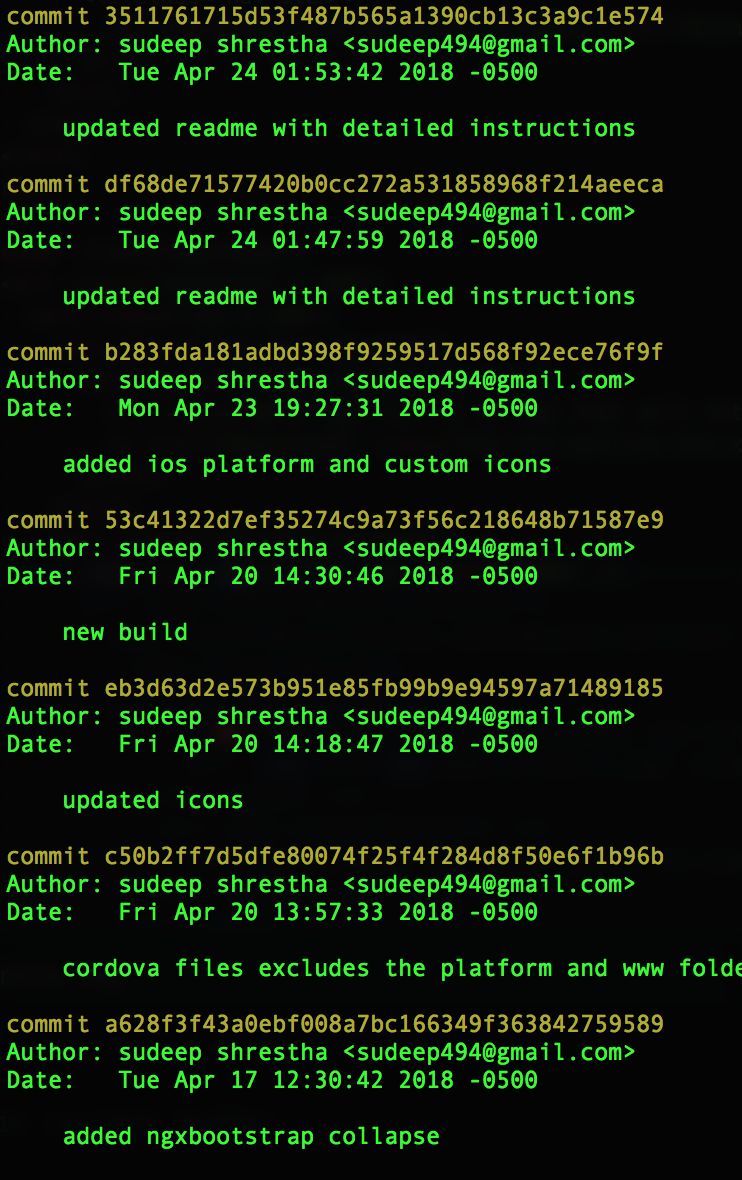 commit 3511761715d53f487b565a1390cb13c3a9c1e574
Author: sudeep shrestha <sudeep494@gmail.com>
Date:   Tue Apr 24 01:53:42 2018 -0500
updated readme with detailed instructions
commit df68de71577420b0cc272a531858968f214aeeca
Author: sudeep shrestha <sudeep494@gmail.com>
Date:   Tue Apr 24 01:47:59 2018 -0500
updated readme with detailed instructions
commit b283fda181adbd398f9259517d568f92ece76f9f
Author: sudeep shrestha <sudeep494@gmail.com>
Date:   Mon Apr 23 19:27:31 2018 -0500
added ios platform and custom icons
commit 53c41322d7ef35274c9a73f56c218648b71587e9
Author: sudeep shrestha <sudeep494@gmail.com>
Date:   Fri Apr 20 14:30:46 2018 -0500
new build
commit eb3d63d2e573b951e85fb99b9e94597a71489185
Author: sudeep shrestha <sudeep494@gmail.com>
Date:   Fri Apr 20 14:18:47 2018 -0500
updated icons
commit c50b2ff7d5dfe80074f25f4f284d8f50e6f1b96b
Author: sudeep shrestha <sudeep494@gmail.com>
Date:   Fri Apr 20 13:57:33 2018 -0500
cordova files excludes the platform and www folde
commit a628f3f43a0ebf008a7bc166349f363842759589
Author: sudeep shrestha <sudeep494@gmail.com>
Date:   Tue Apr 17 12:30:42 2018 -0500
added ngxbootstrap collapse